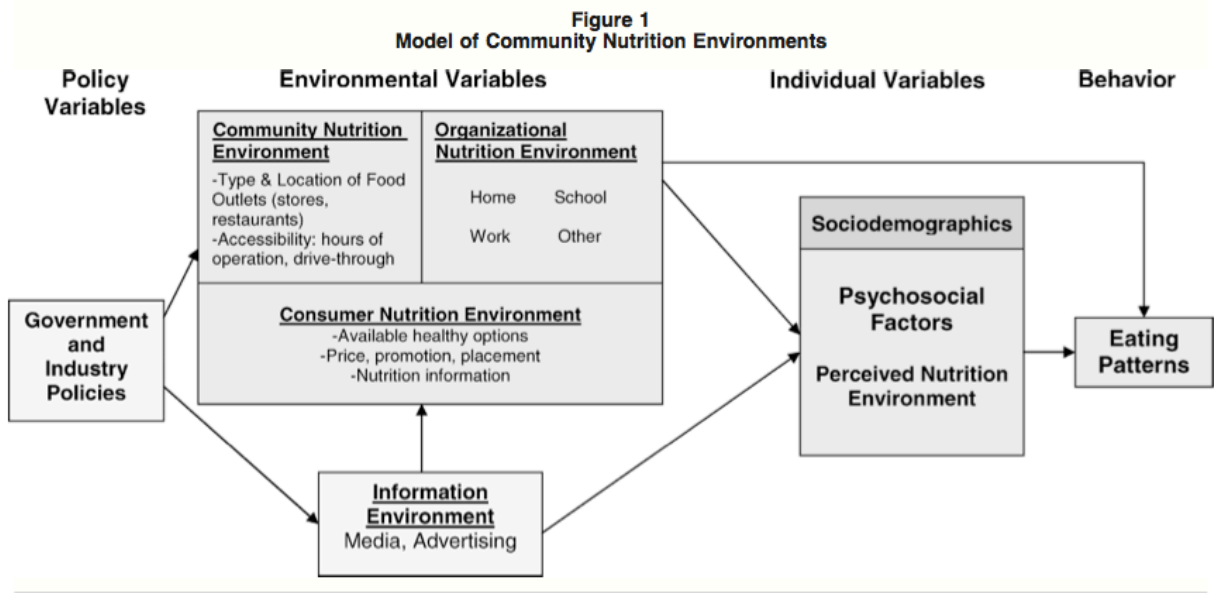 Figure 1
Model of Community Nutrition Environments
Policy
Variables
Environmental Variables
Individual Variables
Behavior
Community Nutrition
Environment
-Type & Location of Food
Outlets (stores,
restaurants)
-Accessibility: hours of
operation, drive-through
Organizational
Nutrition Environment
Home School
Work Other
Consumer Nutrition Environment
-Available healthy options
-Price, promotion, placement
-Nutrition information
Government
and
Industry
Policies
Information
Environment
Media, Advertising
Sociodemographics
Psychosocial
Factors
Perceived Nutrition
Environment
Eating
Patterns